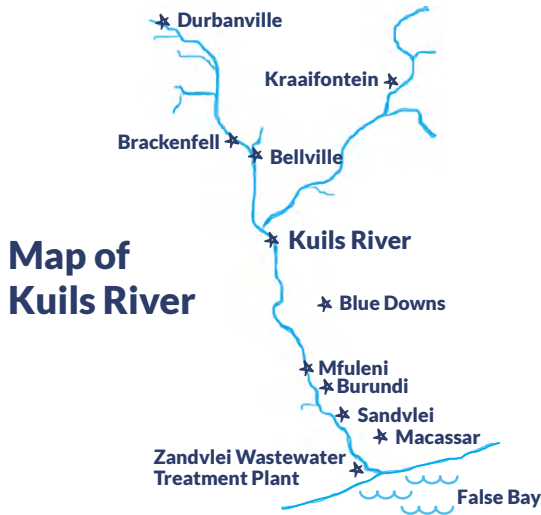 Durbanville
Kraaifontein
Brackenfell
Bellville
Kuils River
Map of
Kuils River
Blue Downs
Mfuleni
Burundi
Sandvlei
Macassar
Zandvlei Wastewater
Treatment Plant
False Bay